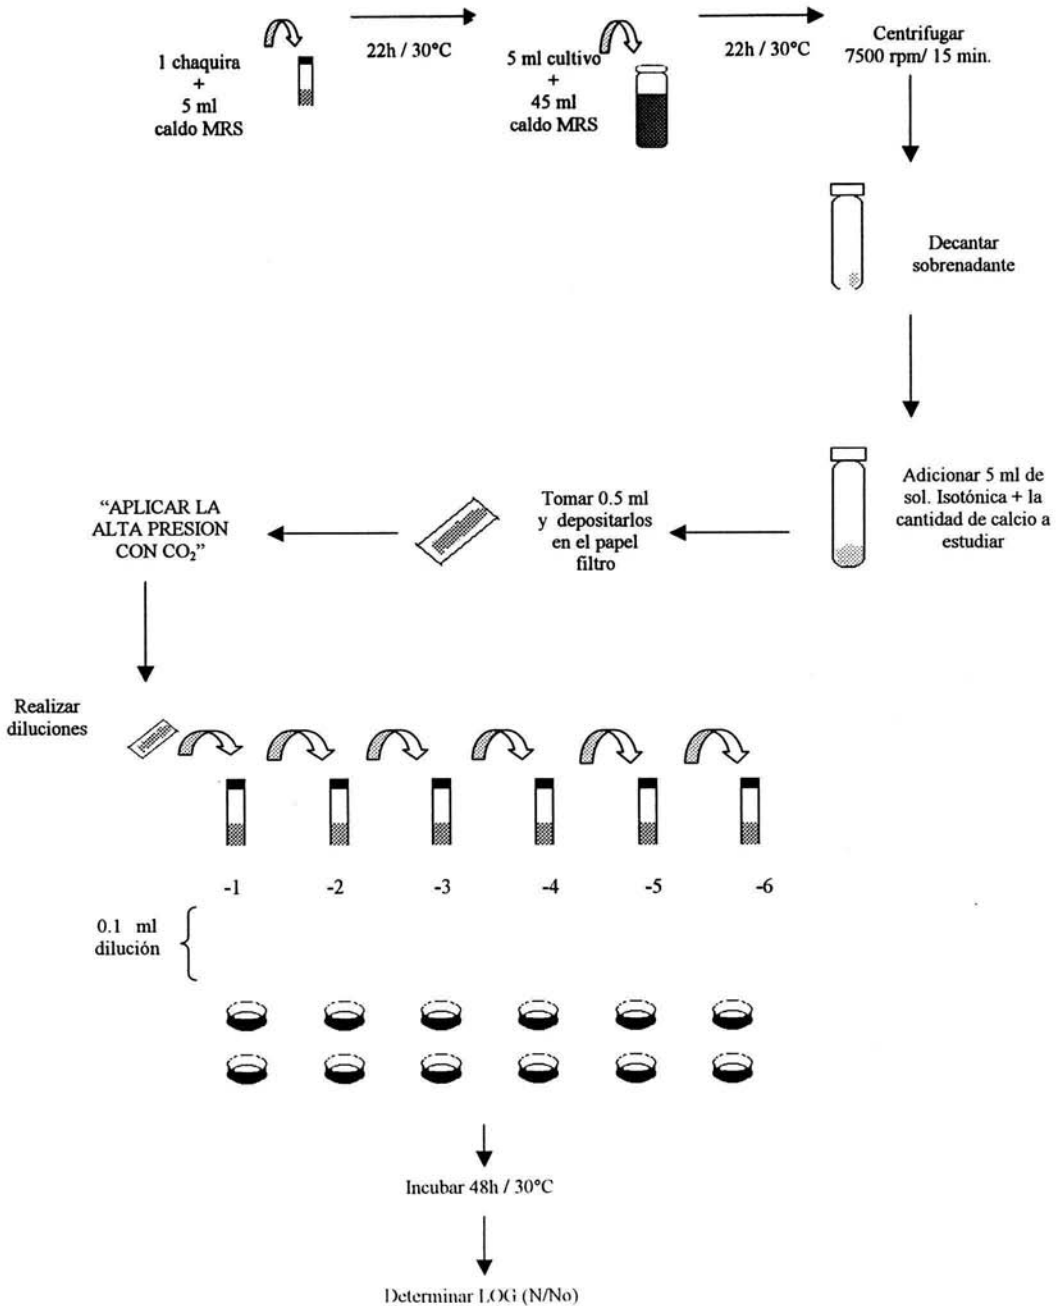 1 chaquira
+
5 ml
caldo MRS
22h / 30°C
5 ml cultivo
+
45 ml
caldo MRS
22h / 30°C
Centrifugar
7500 rpm/ 15 min.
Decantar
sobrenadante
Adicionar 5 ml de
sol. Isotónica + la
cantidad de calcio a
estudiar
Tomar 0.5 ml
y depositarlos
en el papel
filtro
“APLICAR LA
ALTA PRESION
CON CO₂”
Realizar
diluciones
-1 -2 -3 -4 -5 -6
0.1 ml
dilución
Incubar 48h / 30°C
Determinar LOG (N/No)